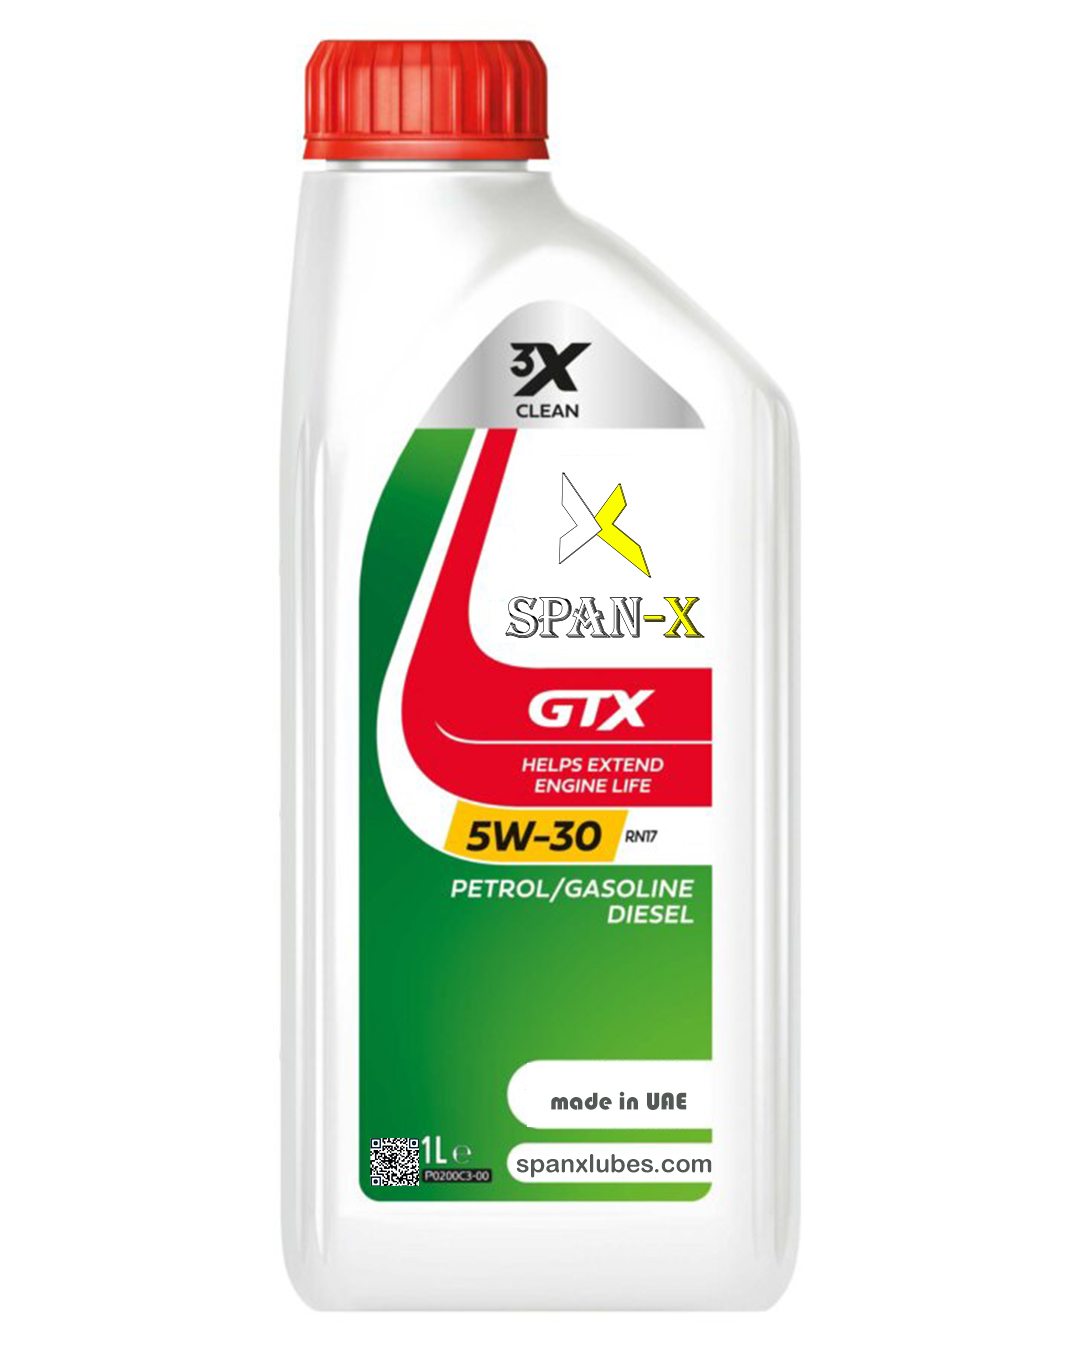 3X
CLEAN
SPAN-X
GTX
HELPS EXTEND
ENGINE LIFE
5W-30 RN17
PETROL/GASOLINE
DIESEL
made in UAE
1L e
P0200C3-00
spanxlubes.com